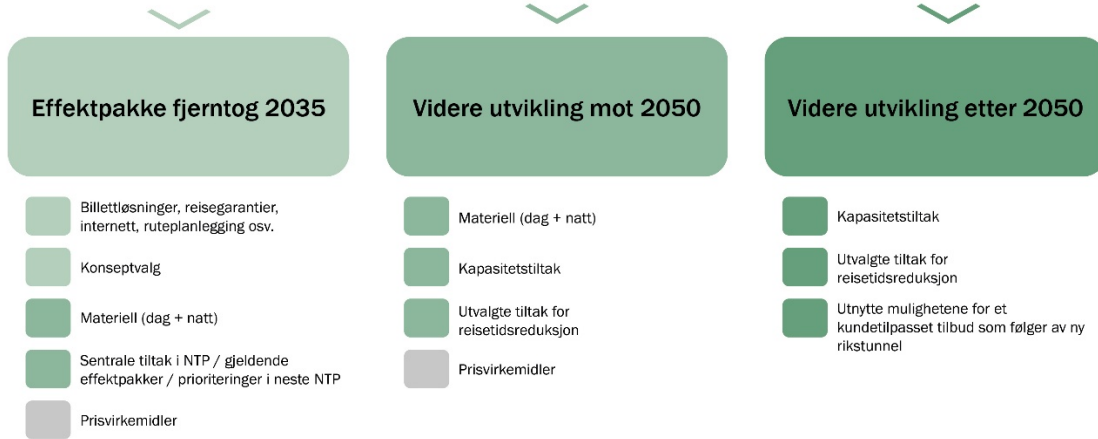 Effektpakke fjerntog 2035
Billettløsninger, reisegarantier,
internett, ruteplanlegging osv.
Konseptvalg
Materiell (dag + natt)
Sentrale tiltak i NTP / gjeldende
effektpakker / prioriteringer i neste NTP
Prisvirkemidler
Videre utvikling mot 2050
Materiell (dag + natt)
Kapasitetstiltak
Utvalgte tiltak for
reisetidsreduksjon
Prisvirkemidler
Videre utvikling etter 2050
Kapasitetstiltak
Utvalgte tiltak for
reisetidsreduksjon
Utnytte mulighetene for et
kundetilpasset tilbud som følger av ny
rikstunnel